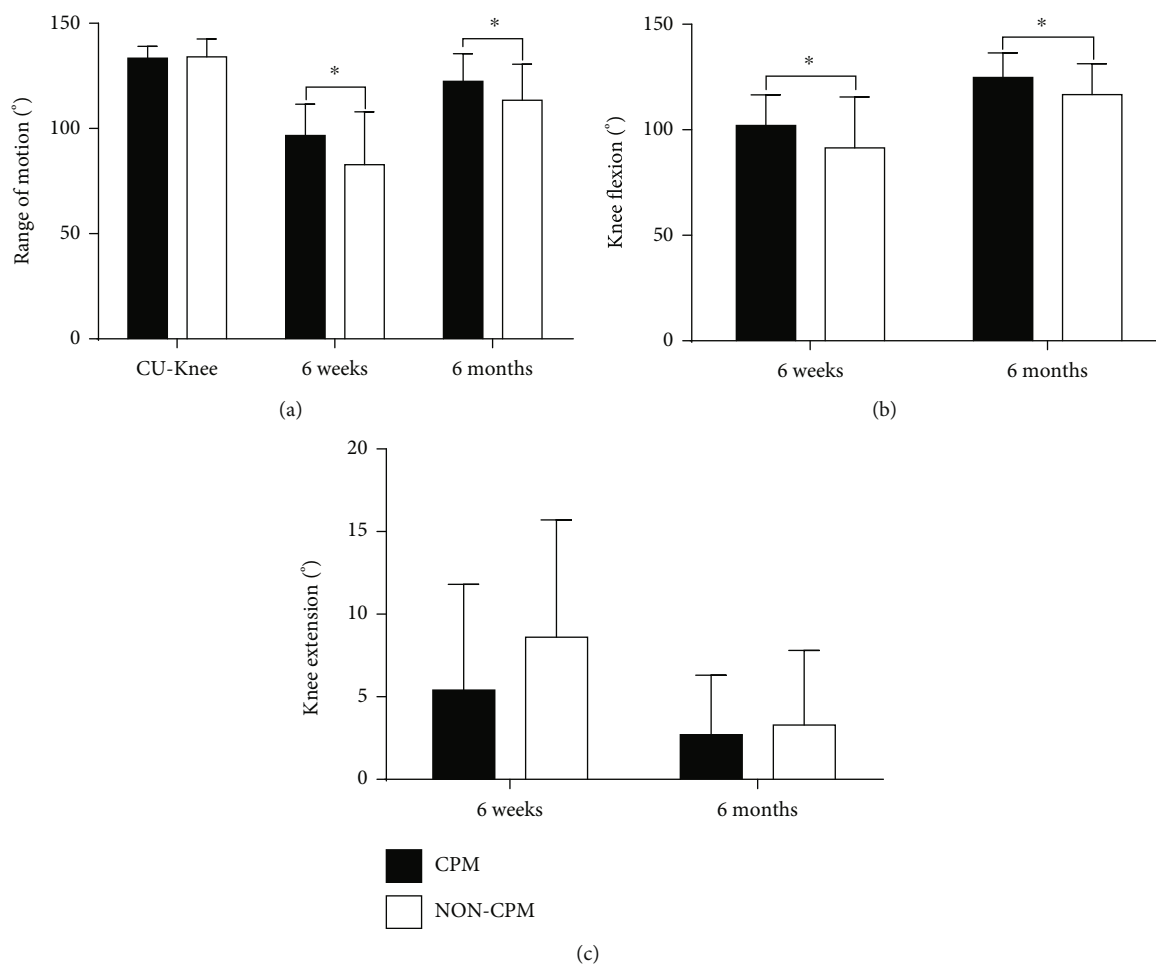 Range of motion (°)
150
100
50
0
*
*
CU-Knee 6 weeks 6 months
(a)
Knee flexion (°)
150
100
50
0
*
*
6 weeks 6 months
(b)
Knee extension (°)
20
15
10
5
0
6 weeks 6 months
CPM
NON-CPM
(c)